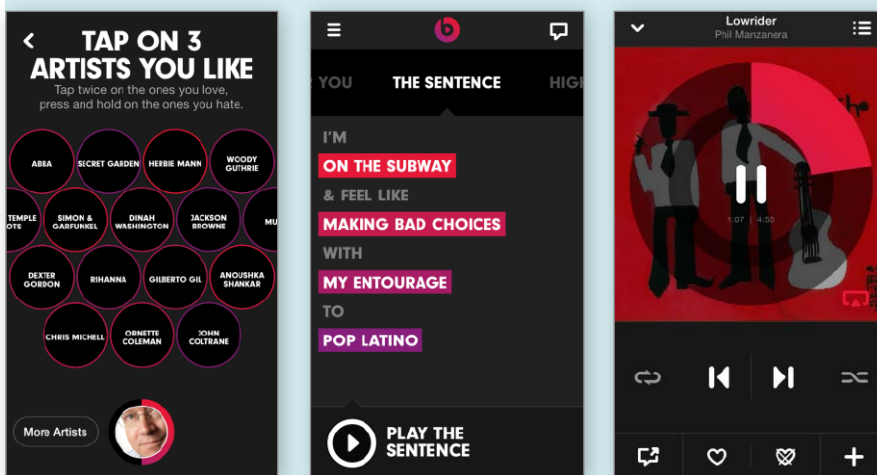 TAP ON 3
ARTISTS YOU LIKE
Tap twice on the ones you love,
press and hold on the ones you hate.
ABBA
SECRET GARDEN
HERBIE MANN
WOODY
GUTHRIE
TEMPLE
OTS
SIMON &
GARFUNKEL
DINAH
WASHINGTON
JACKSON
BROWNE
MU
DEXTER
GORDON
RIHANNA
GILBERTO GIL
ANOUSHKA
SHANKAR
CHRIS MICHELL
ORNETTE
COLEMAN
JOHN
COLTRANE
More Artists
YOU
THE SENTENCE
HIGH
I'M
ON THE SUBWAY
& FEEL LIKE
MAKING BAD CHOICES
WITH
MY ENTOURAGE
TO
POP LATINO
PLAY THE
SENTENCE
Lowrider
Phil Manzanera
1:07 | 4:55